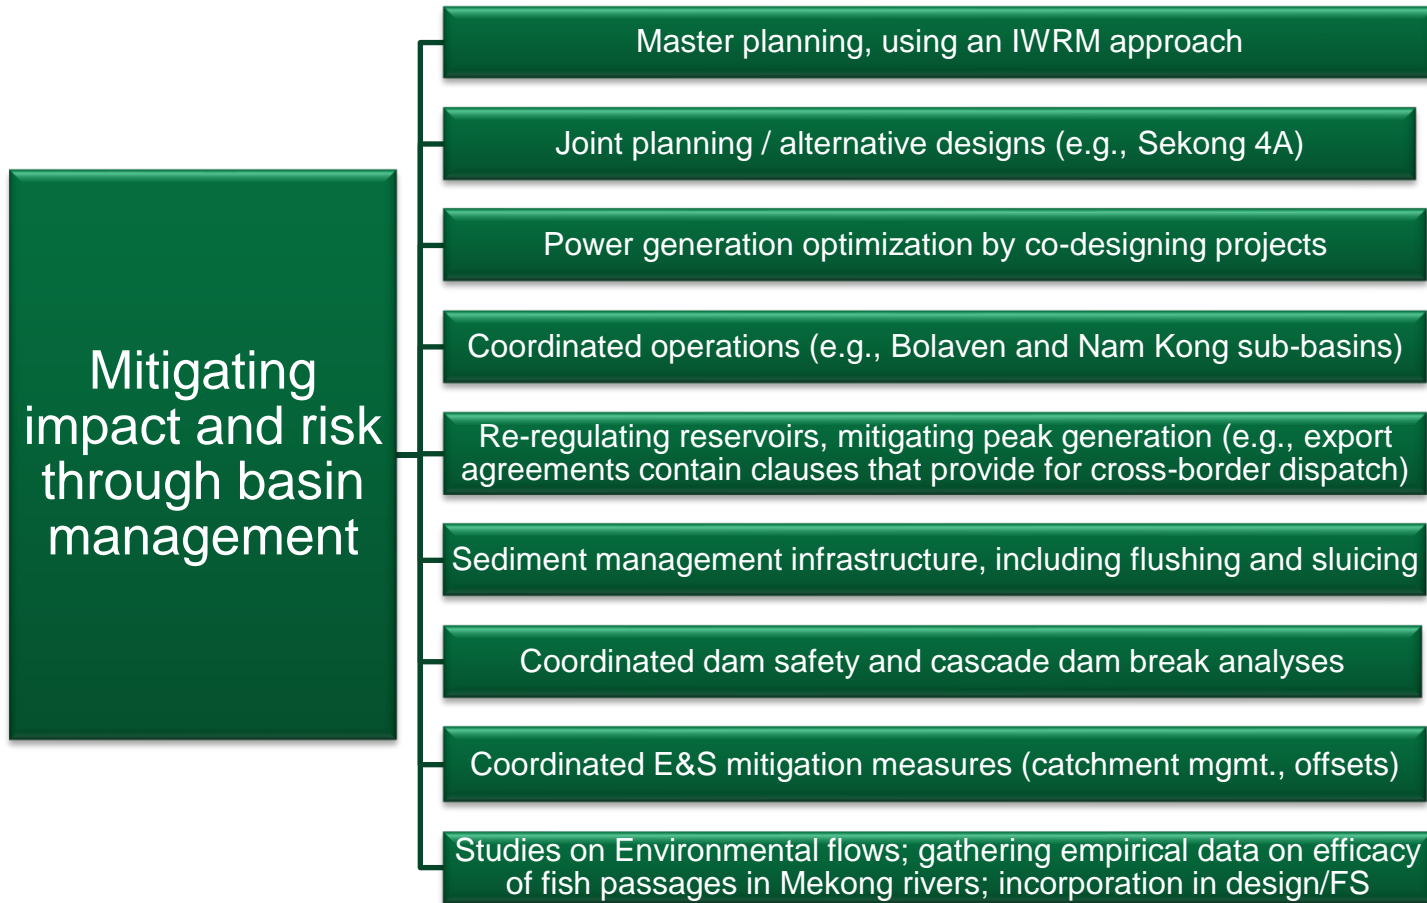 Mitigating
impact and risk
through basin
management
Master planning, using an IWRM approach
Joint planning / alternative designs (e.g., Sekong 4A)
Power generation optimization by co-designing projects
Coordinated operations (e.g., Bolaven and Nam Kong sub-basins)
Re-regulating reservoirs, mitigating peak generation (e.g., export
agreements contain clauses that provide for cross-border dispatch)
Sediment management infrastructure, including flushing and sluicing
Coordinated dam safety and cascade dam break analyses
Coordinated E&S mitigation measures (catchment mgmt., offsets)
Studies on Environmental flows; gathering empirical data on efficacy
of fish passages in Mekong rivers; incorporation in design/FS